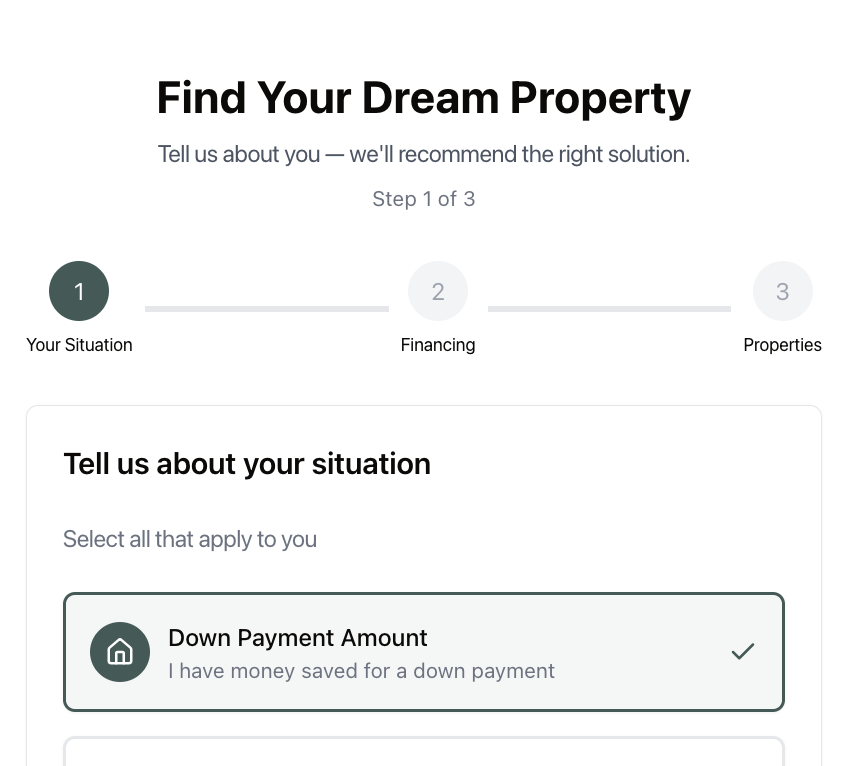 Find Your Dream Property
Tell us about you — we'll recommend the right solution.
Step 1 of 3
1
2
3
Your Situation
Financing
Properties
Tell us about your situation
Select all that apply to you
Down Payment Amount
I have money saved for a down payment